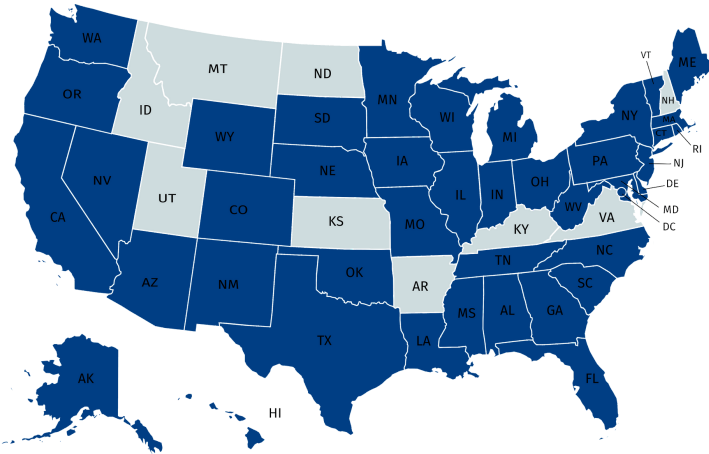 WA
MT
ND
MN
VT
ME
OR
ID
SD
WI
MI
NY
NH
MA
CT
RI
WY
NE
IA
PA
NJ
NV
UT
CO
IL
IN
OH
WV
DE
MD
VA
DC
CA
KS
MO
KY
NC
AZ
NM
OK
AR
TN
SC
TX
LA
MS
AL
GA
AK
HI
FL